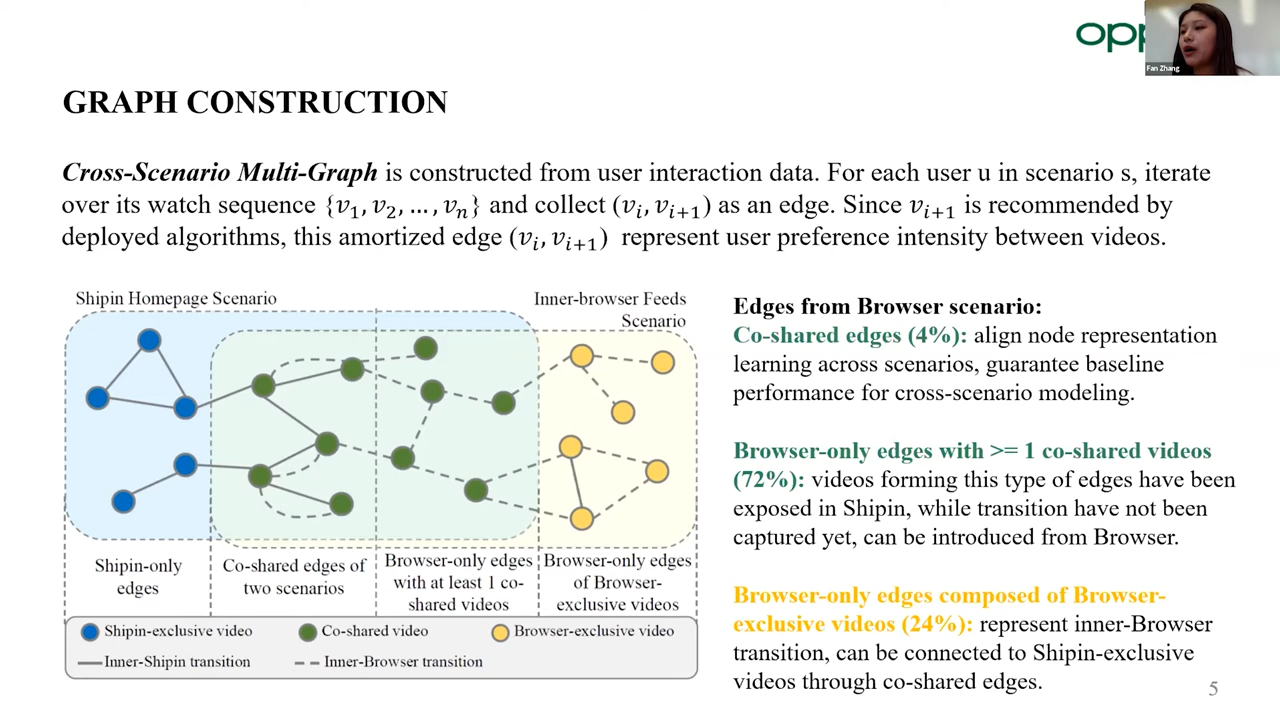 opp
Fan Zhang
GRAPH CONSTRUCTION
Cross-Scenario Multi-Graph is constructed from user interaction data. For each user u in scenario s, iterate
over its watch sequence {v₁, v₂, ... , vₙ} and collect (vᵢ, vᵢ₊₁) as an edge. Since vᵢ₊₁ is recommended by
deployed algorithms, this amortized edge (vᵢ, vᵢ₊₁) represent user preference intensity between videos.
Shipin Homepage Scenario
Inner-browser Feeds
Scenario
Shipin-only
edges
Co-shared edges of
two scenarios
Browser-only edges
with at least 1 co-
shared videos
Browser-only edges
of Browser-
exclusive videos
Shipin-exclusive video
Co-shared video
Browser-exclusive video
Inner-Shipin transition
Inner-Browser transition
Edges from Browser scenario:
Co-shared edges (4%): align node representation
learning across scenarios, guarantee baseline
performance for cross-scenario modeling.
Browser-only edges with >= 1 co-shared videos
(72%): videos forming this type of edges have been
exposed in Shipin, while transition have not been
captured yet, can be introduced from Browser.
Browser-only edges composed of Browser-
exclusive videos (24%): represent inner-Browser
transition, can be connected to Shipin-exclusive
videos through co-shared edges.
5